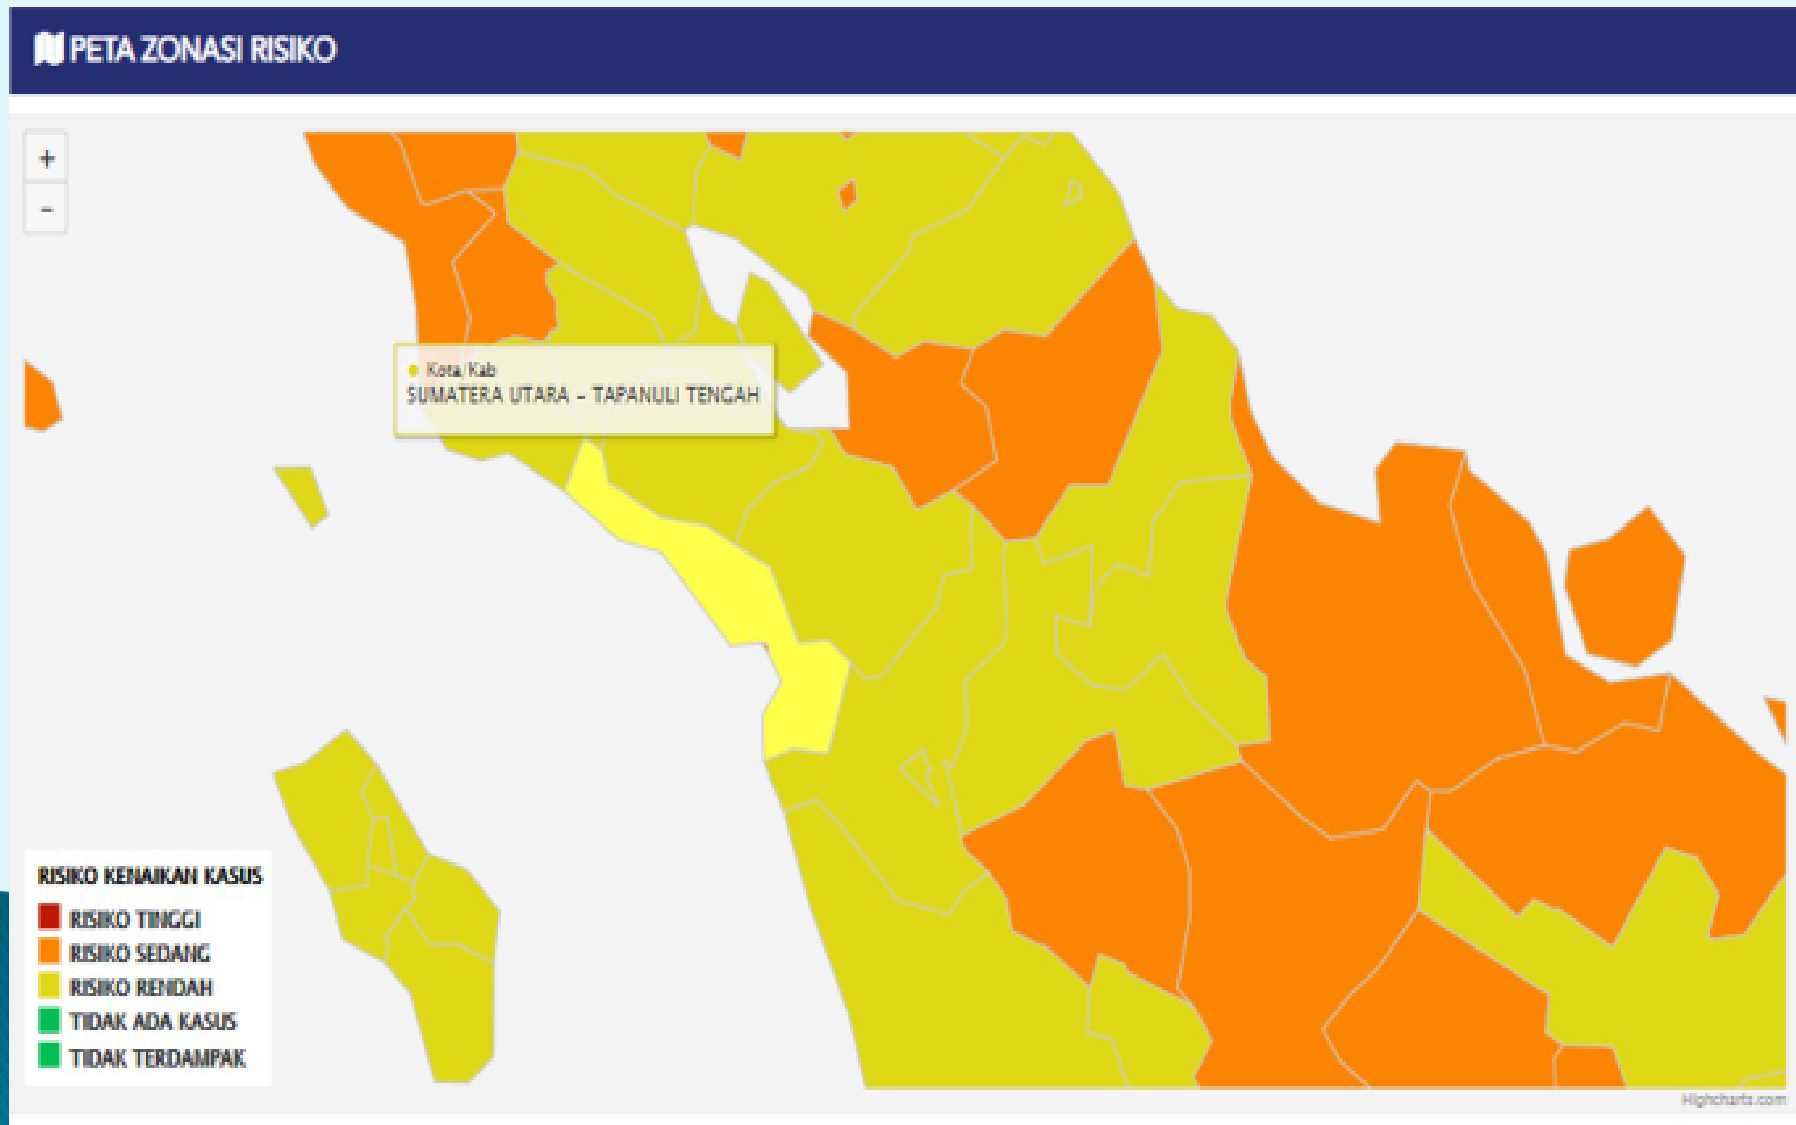 PETA ZONASI RISIKO
+
-
Kota/Kab
SUMATERA UTARA - TAPANULI TENGAH
RISIKO KENAIKAN KASUS
RISIKO TINGGI
RISIKO SEDANG
RISIKO RENDAH
TIDAK ADA KASUS
TIDAK TERDAMPAK
Highcharts.com